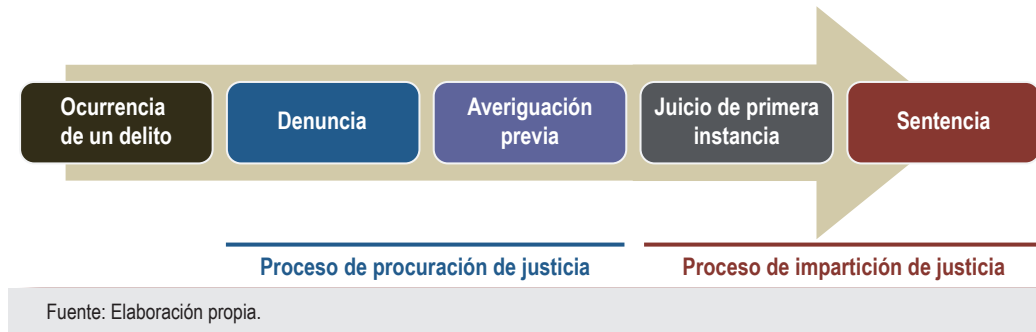 Ocurrencia
de un delito
Denuncia
Averiguación
previa
Juicio de primera
instancia
Sentencia
Proceso de procuración de justicia
Proceso de impartición de justicia
Fuente: Elaboración propia.